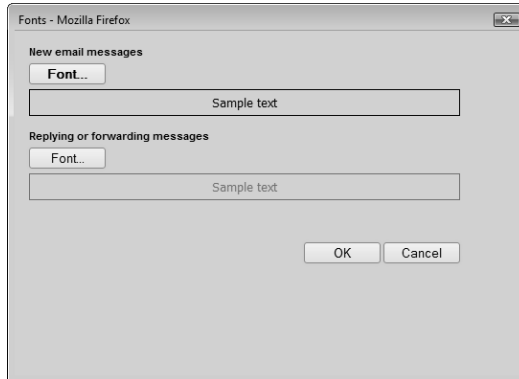 Fonts - Mozilla Firefox
New email messages
Font...
Sample text
Replying or forwarding messages
Font...
Sample text
OK Cancel